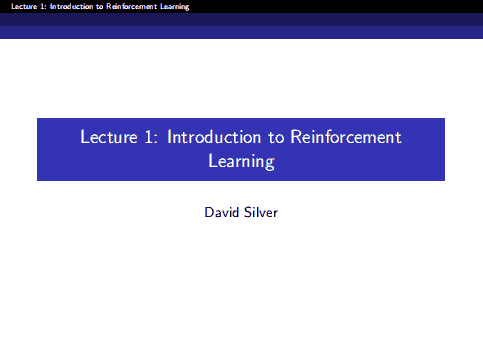 Lecture 1: Introduction to Reinforcement Learning
Lecture 1: Introduction to Reinforcement
Learning
David Silver